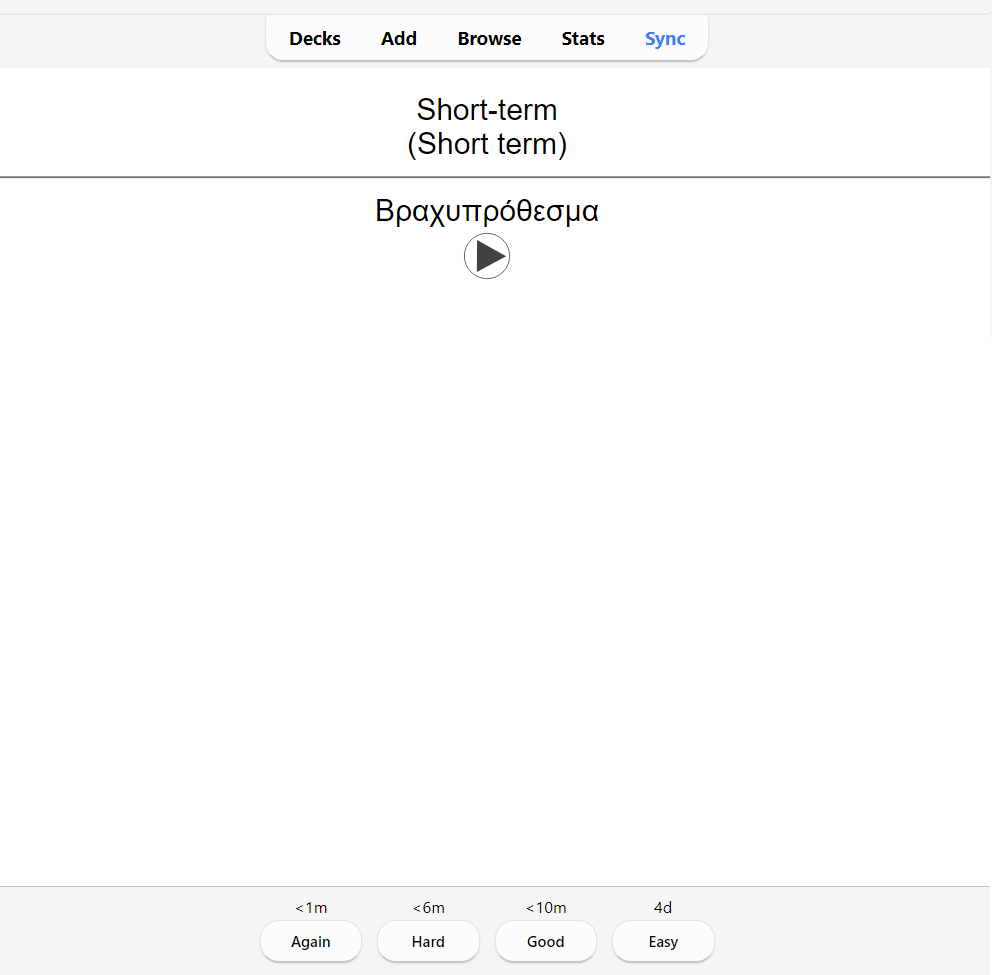 Decks Add Browse Stats Sync
Short-term
(Short term)
Βραχυπρόθεσμα
<1m <6m <10m 4d
Again Hard Good Easy